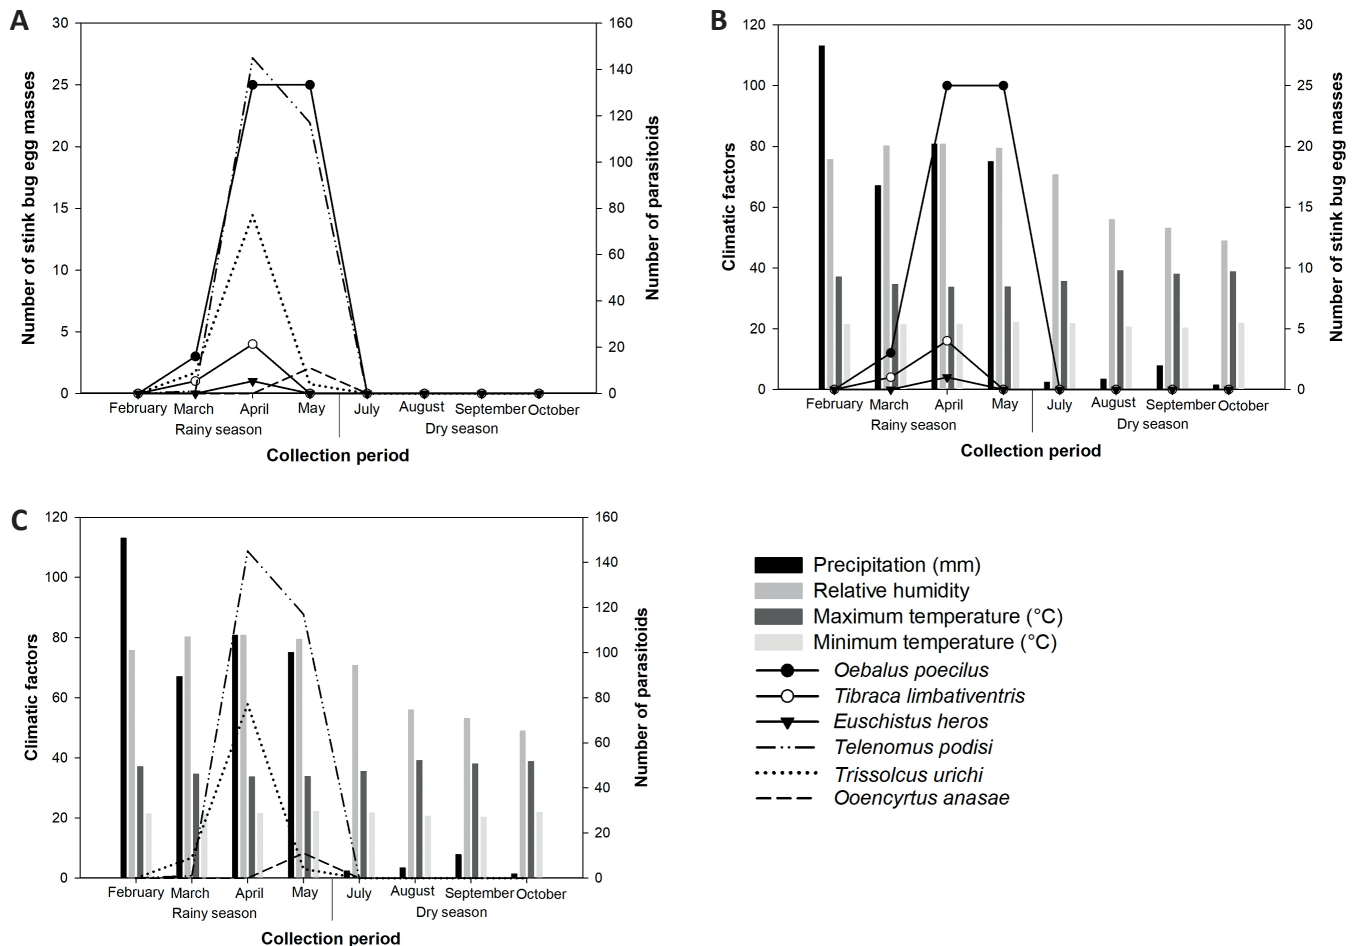 A
Number of stink bug egg masses
30
25
20
15
10
5
0
160
140
120
100
80
60
40
20
0
Number of parasitoids
February March April May July August September October
Rainy season Dry season
Collection period
B
Climatic factors
120
100
80
60
40
20
0
30
25
20
15
10
5
0
Number of stink bug egg masses
February March April May July August September October
Rainy season Dry season
Collection period
C
Climatic factors
120
100
80
60
40
20
0
160
140
120
100
80
60
40
20
0
Number of parasitoids
February March April May July August September October
Rainy season Dry season
Collection period
Precipitation (mm)
Relative humidity
Maximum temperature (°C)
Minimum temperature (°C)
Oebalus poecilus
Tibraca limbativentris
Euschistus heros
Telenomus podisi
Trissolcus urichi
Ooencyrtus anasae